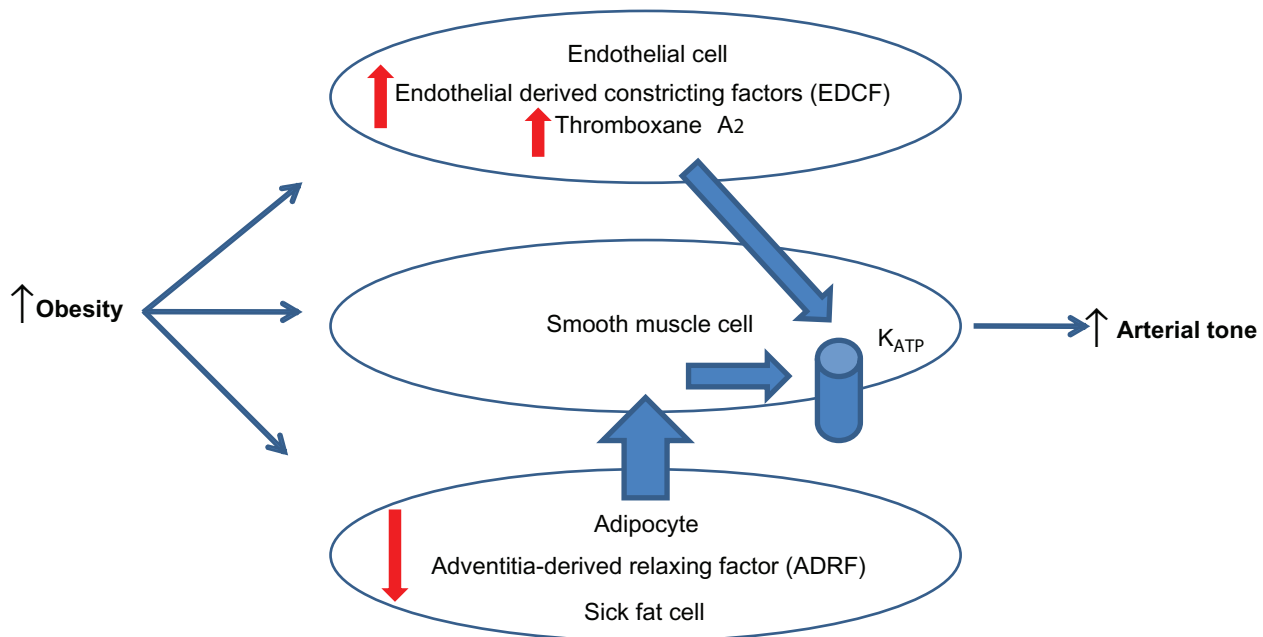 Endothelial cell
Endothelial derived constricting factors (EDCF)
Thromboxane A2
↑ Obesity
Smooth muscle cell
KATP
↑ Arterial tone
Adipocyte
Adventitia-derived relaxing factor (ADRF)
Sick fat cell